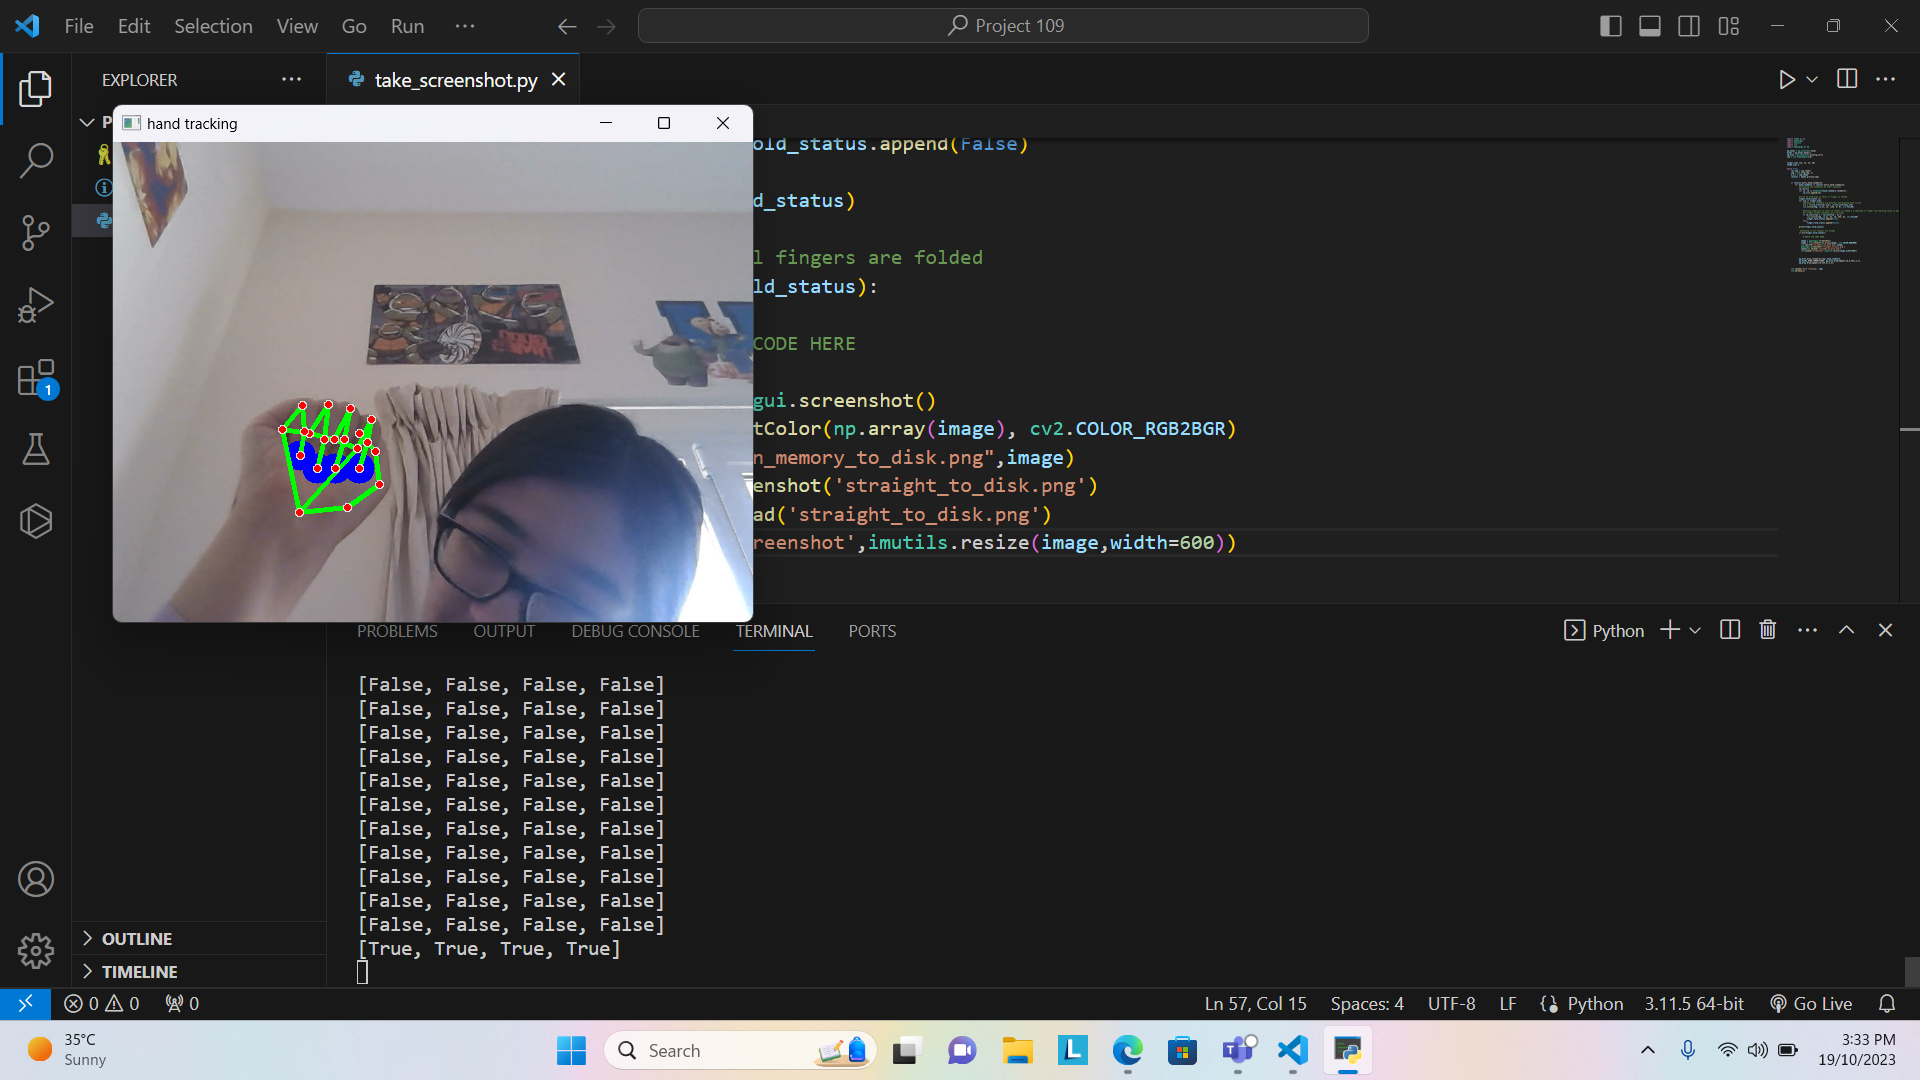 File Edit Selection View Go Run ··· Project 109
EXPLORER ···
take_screenshot.py
P
hand tracking
old_status.append(False)
d_status)
l fingers are folded
ld_status):
CODE HERE
gui.screenshot()
tColor(np.array(image), cv2.COLOR_RGB2BGR)
n_memory_to_disk.png",image)
enshot('straight_to_disk.png')
ad('straight_to_disk.png')
reenshot',imutils.resize(image,width=600))
PROBLEMS OUTPUT DEBUG CONSOLE TERMINAL PORTS
Python
[False, False, False, False]
[False, False, False, False]
[False, False, False, False]
[False, False, False, False]
[False, False, False, False]
[False, False, False, False]
[False, False, False, False]
[False, False, False, False]
[False, False, False, False]
[False, False, False, False]
[False, False, False, False]
[True, True, True, True]
1
OUTLINE
TIMELINE
0 0 0
Ln 57, Col 15 Spaces: 4 UTF-8 LF Python 3.11.5 64-bit Go Live
35°C
Sunny
Search
3:33 PM
19/10/2023